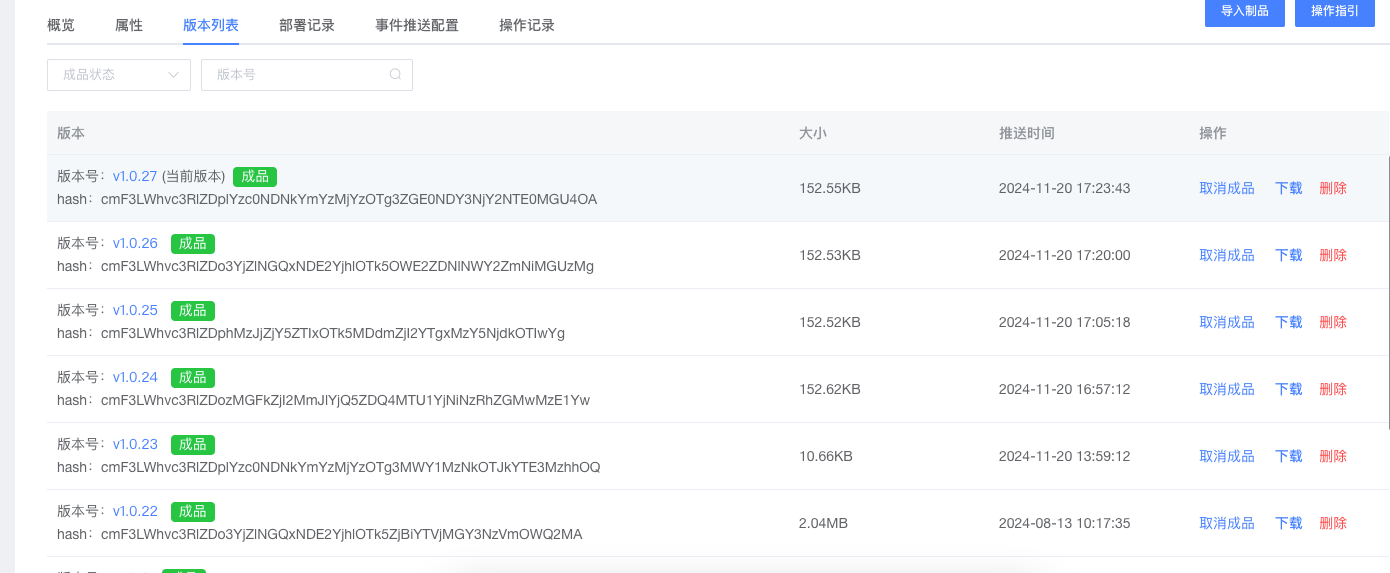 导入制品 操作指引
概览 属性 版本列表 部署记录 事件推送配置 操作记录
成品状态 版本号
版本 大小 推送时间 操作
版本号: v1.0.27 (当前版本) 成品
hash: cmF3LWhvc3RlZDplYzc0NDNkYmYzMjYzOTg3ZGE0NDY3NjY2NTE0MGU4OA
152.55KB 2024-11-20 17:23:43 取消成品 下载 删除
版本号: v1.0.26 成品
hash: cmF3LWhvc3RlZDo3YjZlNGQxNDE2YjhlOTk5OWE2ZDNlNWY2ZmNiMGUzMg
152.53KB 2024-11-20 17:20:00 取消成品 下载 删除
版本号: v1.0.25 成品
hash: cmF3LWhvc3RlZDphMzJjZjY5ZTIxOTk5MDdmZjI2YTgxMzY5NjdkOTIwYg
152.52KB 2024-11-20 17:05:18 取消成品 下载 删除
版本号: v1.0.24 成品
hash: cmF3LWhvc3RlZDozMGFkZjI2MmJlYjQ5ZDQ4MTU1YjNiNzRhZGMwMzE1Yw
152.62KB 2024-11-20 16:57:12 取消成品 下载 删除
版本号: v1.0.23 成品
hash: cmF3LWhvc3RlZDplYzc0NDNkYmYzMjYzOTg3MWY1MzNkOTJkYTE3MzhhOQ
10.66KB 2024-11-20 13:59:12 取消成品 下载 删除
版本号: v1.0.22 成品
hash: cmF3LWhvc3RlZDo3YjZlNGQxNDE2YjhlOTk5ZjBiYTVjMGY3NzVmOWQ2MA
2.04MB 2024-08-13 10:17:35 取消成品 下载 删除